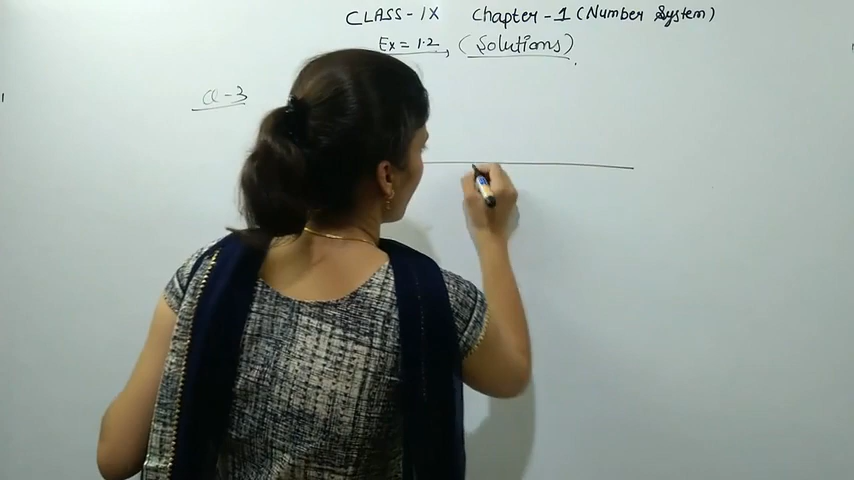 CLASS - IX Chapter - 1 (Number System)
Ex = 1.2, (Solutions)
Q - 3